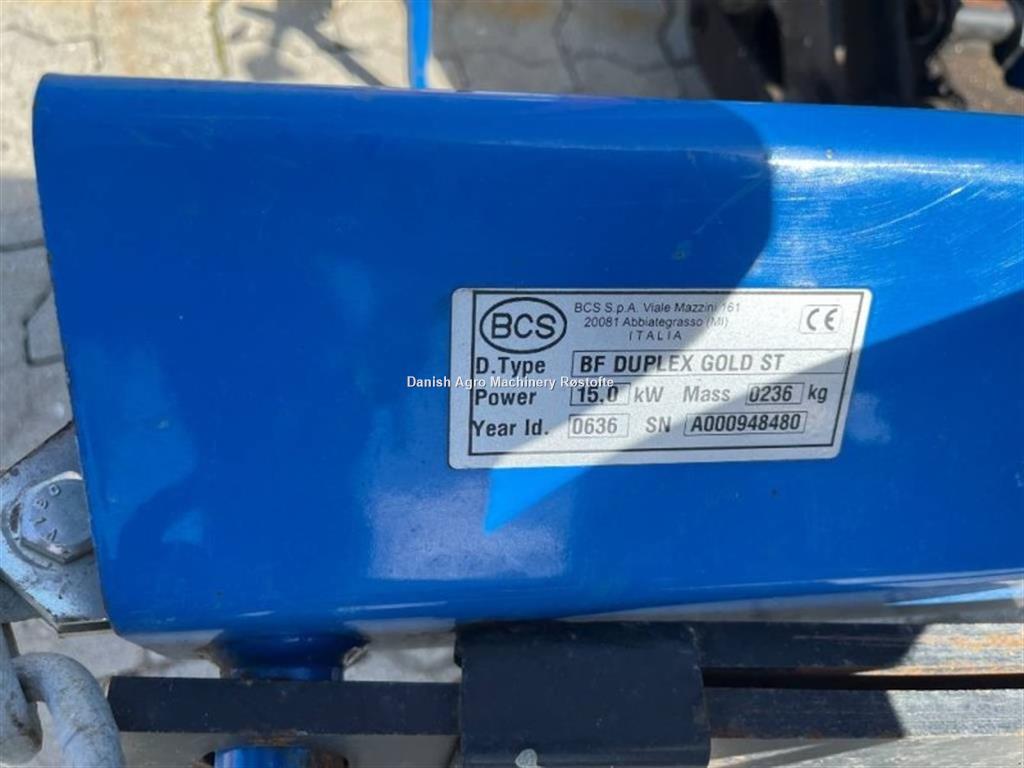 BCS
BCS S.p.A. Viale Mazzini 161
20081 Abbiategrasso (MI)
ITALIA
CE
D.Type BF DUPLEX GOLD ST
Danish Agro Machinery Røstofte
Power 15.0 kW Mass 0236 kg
Year Id. 0636 SN A000948480